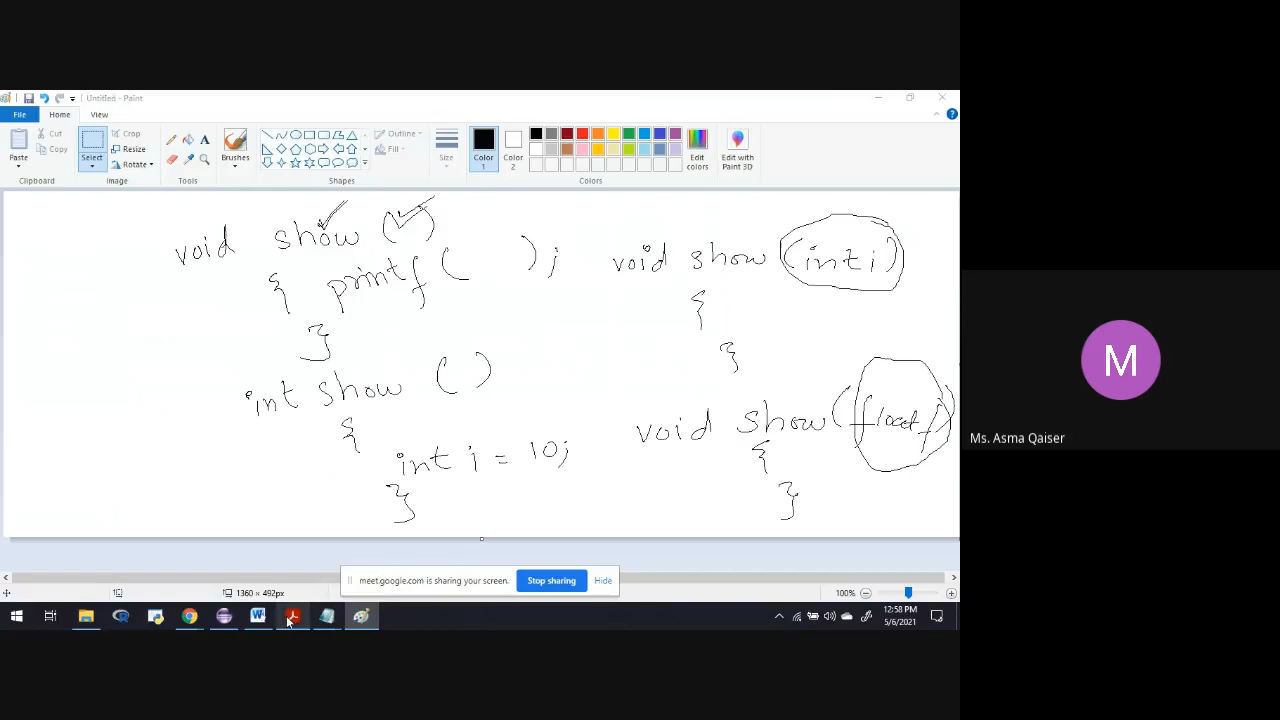 Untitled - Paint
File
Home
View
Paste
Cut
Copy
Clipboard
Select
Crop
Resize
Rotate
Image
Tools
Brushes
Shapes
Outline
Fill
Size
Color 1
Color 2
Edit colors
Edit with Paint 3D
Colors
void show ( )
{ printf ( );
}
int show ( )
{
int i = 10;
}
void show (int i)
{
}
void show (float f)
{
}
meet.google.com is sharing your screen.
Stop sharing
Hide
1360 × 492px
100%
12:58 PM
5/6/2021
M
Ms. Asma Qaiser